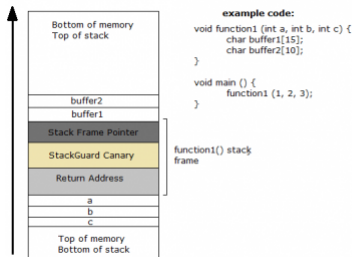 Bottom of memory
Top of stack
buffer2
buffer1
Stack Frame Pointer
StackGuard Canary
Return Address
a
b
c
Top of memory
Bottom of stack
example code:
void function1 (int a, int b, int c) {
char buffer1[15];
char buffer2[10];
}
void main () {
function1 (1, 2, 3);
}
function1() stack
frame